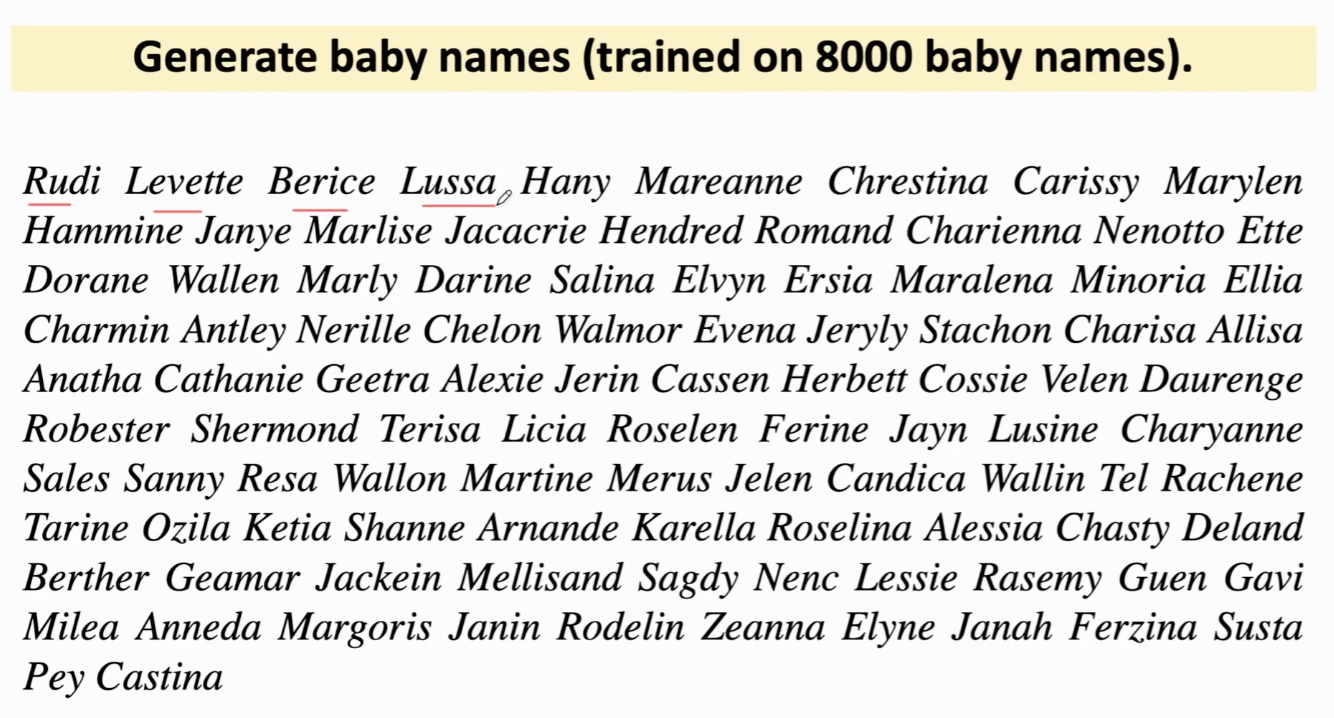 Generate baby names (trained on 8000 baby names).
Rudi Levette Berice Lussa Hany Mareanne Chrestina Carissy Marylen
Hammine Janye Marlise Jacacrie Hendred Romand Charienna Nenotto Ette
Dorane Wallen Marly Darine Salina Elvyn Ersia Maralena Minoria Ellia
Charmin Antley Nerille Chelon Walmor Evena Jeryly Stachon Charisa Allisa
Anatha Cathanie Geetra Alexie Jerin Cassen Herbett Cossie Velen Daurenge
Robester Shermond Terisa Licia Roselen Ferine Jayn Lusine Charyanne
Sales Sanny Resa Wallon Martine Merus Jelen Candica Wallin Tel Rachene
Tarine Ozila Ketia Shanne Arnande Karella Roselina Alessia Chasty Deland
Berther Geamar Jackein Mellisand Sagdy Nenc Lessie Rasemy Guen Gavi
Milea Anneda Margoris Janin Rodelin Zeanna Elyne Janah Ferzina Susta
Pey Castina